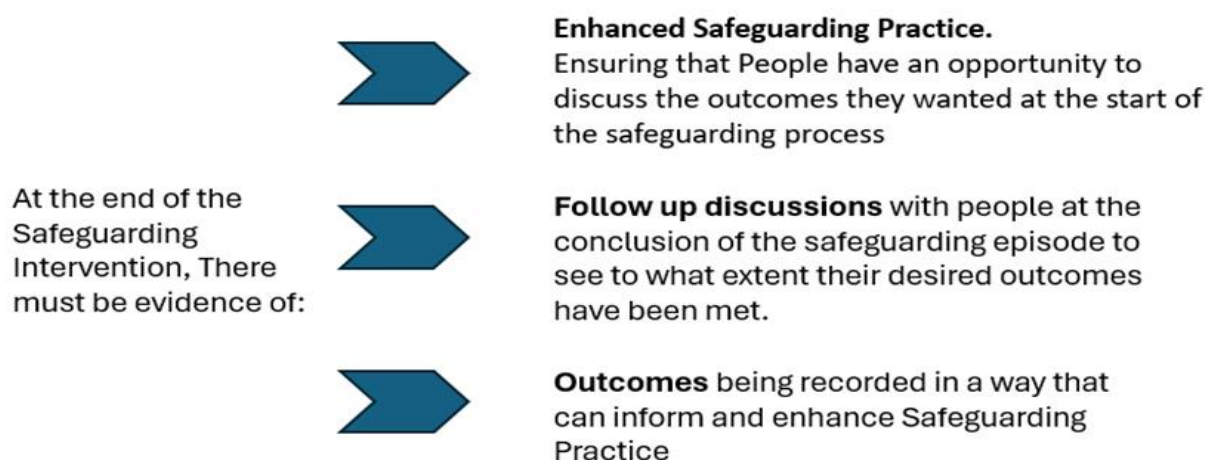 At the end of the
Safeguarding
Intervention, There
must be evidence of:
Enhanced Safeguarding Practice.
Ensuring that People have an opportunity to
discuss the outcomes they wanted at the start of
the safeguarding process
Follow up discussions with people at the
conclusion of the safeguarding episode to
see to what extent their desired outcomes
have been met.
Outcomes being recorded in a way that
can inform and enhance Safeguarding
Practice